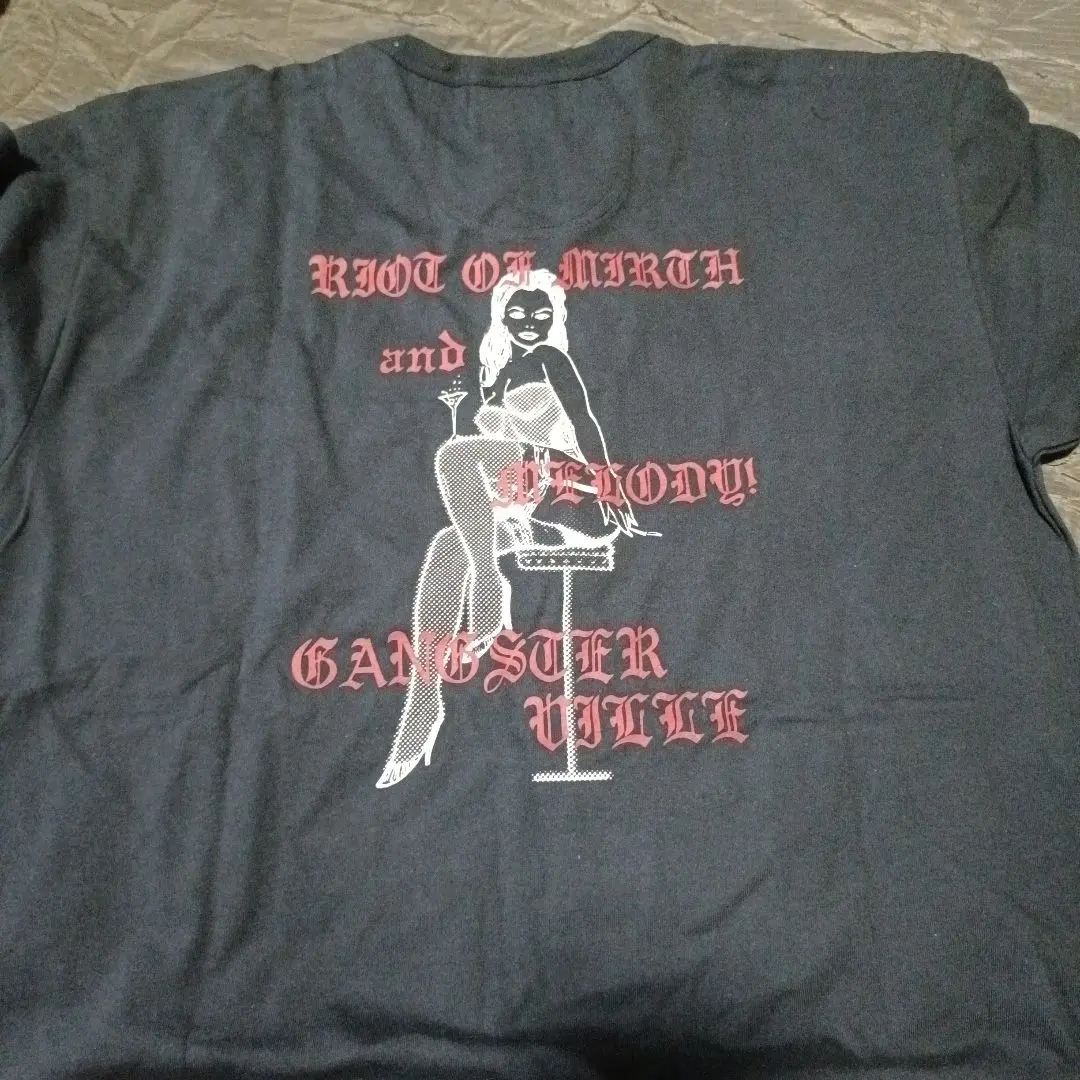 RIOT OF MIRTH
and
MELODY!
GANGSTER
VILLE